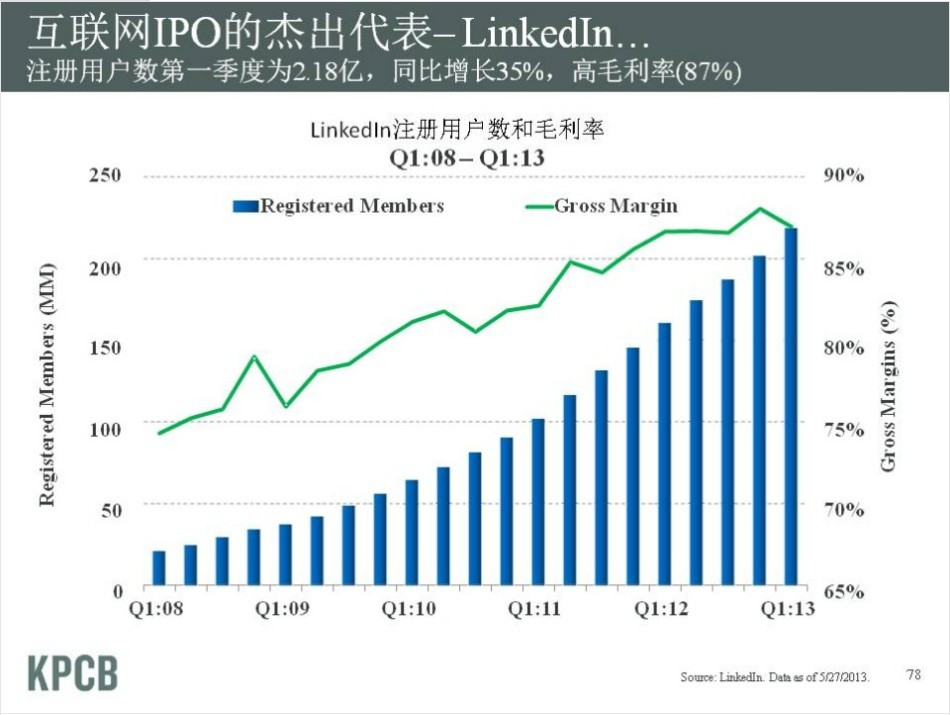 互联网IPO的杰出代表– LinkedIn…
注册用户数第一季度为2.18亿，同比增长35%，高毛利率(87%)
LinkedIn注册用户数和毛利率
Q1:08 – Q1:13
250
90%
Registered Members
Gross Margin
200
85%
150
80%
100
75%
50
70%
0
65%
Registered Members (MM)
Gross Margins (%)
Q1:08
Q1:09
Q1:10
Q1:11
Q1:12
Q1:13
KPCB
Source: LinkedIn. Data as of 5/27/2013.
78